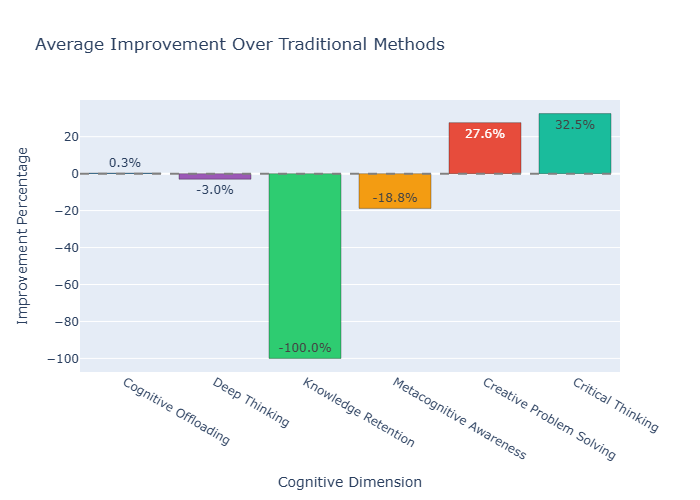 Average Improvement Over Traditional Methods
Improvement Percentage
20
0
−20
−40
−60
−80
−100
0.3%
-3.0%
-100.0%
-18.8%
27.6%
32.5%
Cognitive Offloading
Deep Thinking
Knowledge Retention
Metacognitive Awareness
Creative Problem Solving
Critical Thinking
Cognitive Dimension